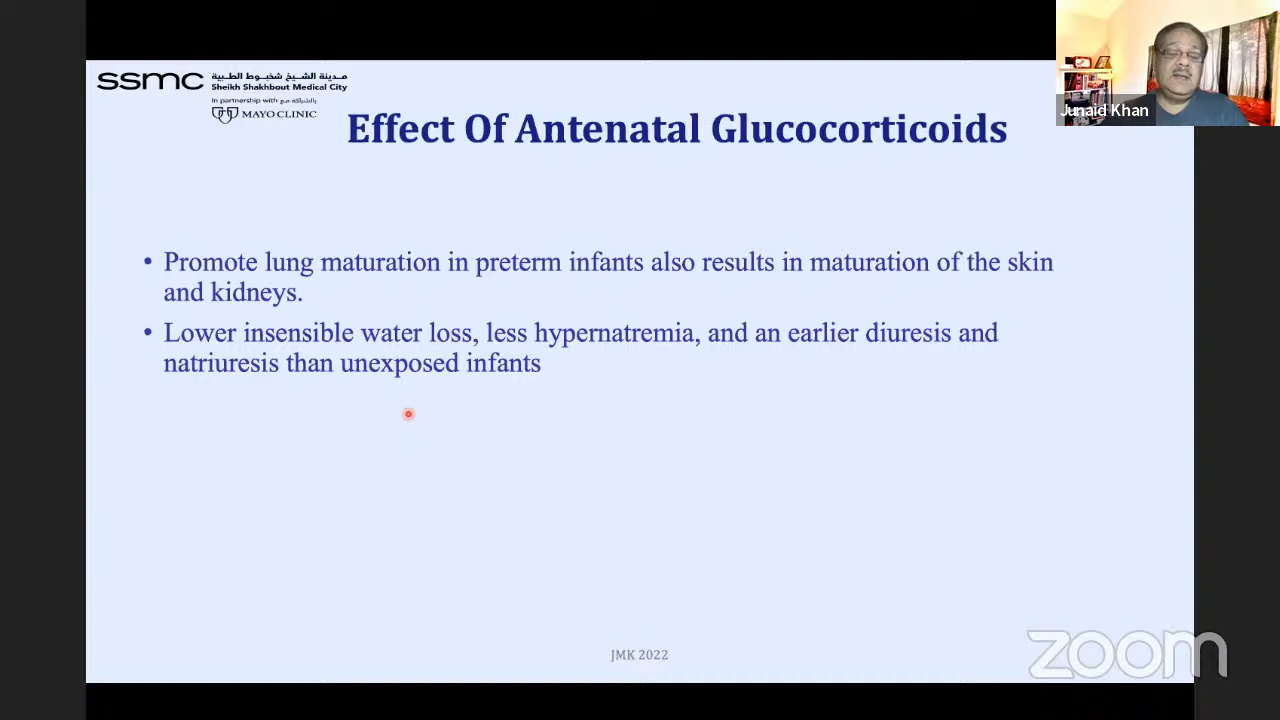 ssmc
مدينة الشيخ شخبوط الطبية
Sheikh Shakhbout Medical City
In partnership with بالشراكة مع
MAYO CLINIC
Effect Of Antenatal Glucocorticoids
Junaid Khan
• Promote lung maturation in preterm infants also results in maturation of the skin
and kidneys.
• Lower insensible water loss, less hypernatremia, and an earlier diuresis and
natriuresis than unexposed infants
JMK 2022
zoom